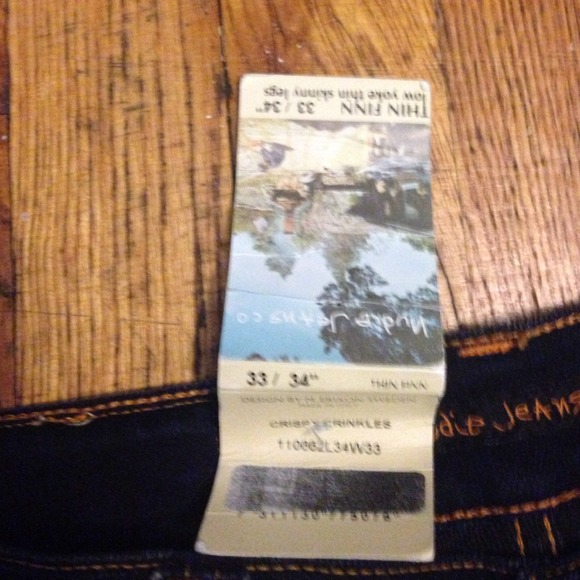 THIN FINN 33 / 34"
low yoke thin skinny legs
Nudie Jeans co
33 / 34" THIN FINN
CRISPY CRINKLES
110662L34W33
Jeans